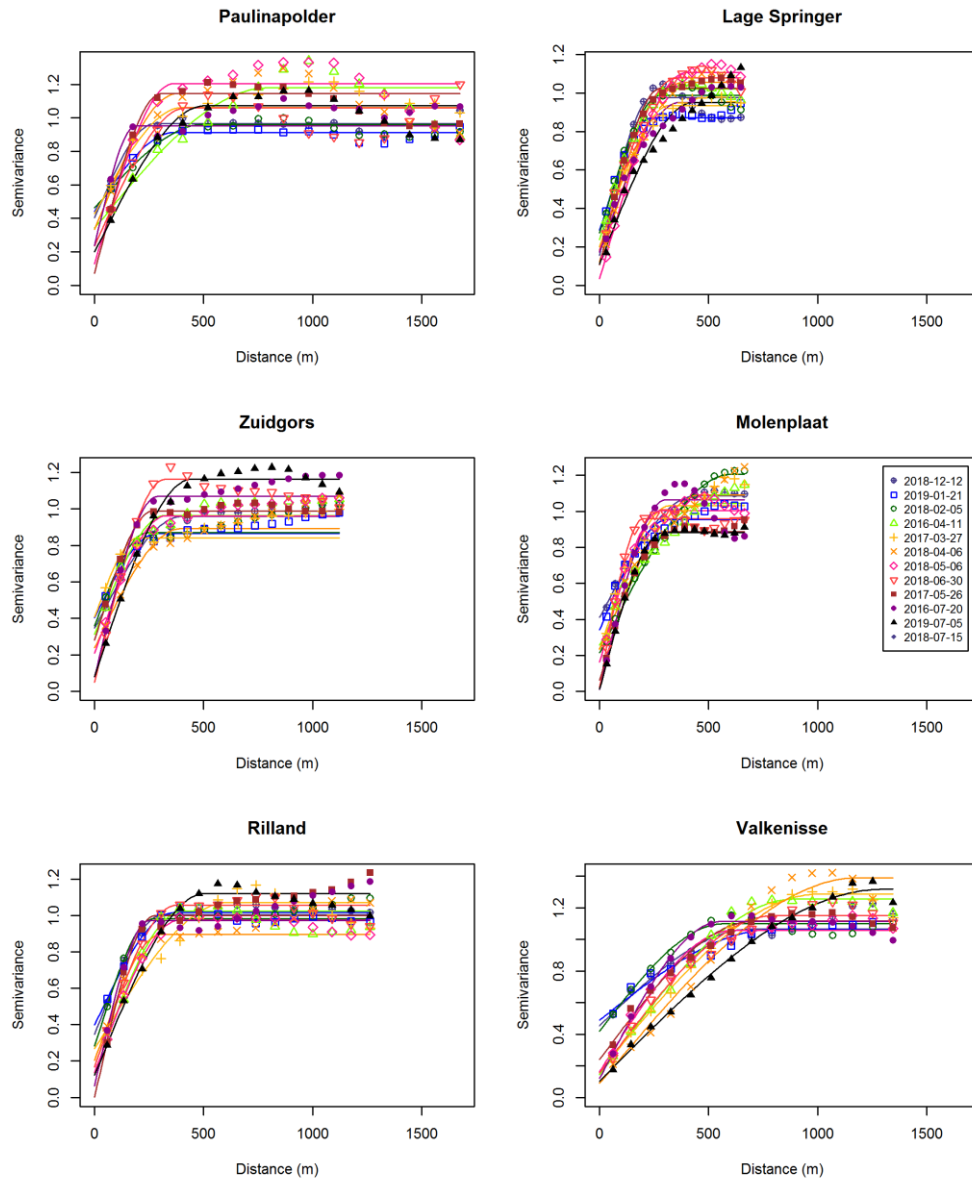 Paulinapolder
Semivariance
0.0 0.2 0.4 0.6 0.8 1.0 1.2
0 500 1000 1500
Distance (m)
Lage Springer
Semivariance
0.0 0.2 0.4 0.6 0.8 1.0 1.2
0 500 1000 1500
Distance (m)
Zuidgors
Semivariance
0.0 0.2 0.4 0.6 0.8 1.0 1.2
0 500 1000 1500
Distance (m)
Molenplaat
Semivariance
0.0 0.2 0.4 0.6 0.8 1.0 1.2
0 500 1000 1500
Distance (m)
2018-12-12
2019-01-21
2018-02-05
2016-04-11
2017-03-27
2018-04-06
2018-05-06
2018-06-30
2017-05-26
2016-07-20
2019-07-05
2018-07-15
Rilland
Semivariance
0.0 0.2 0.4 0.6 0.8 1.0 1.2
0 500 1000 1500
Distance (m)
Valkenisse
Semivariance
0.0 0.4 0.8 1.2
0 500 1000 1500
Distance (m)